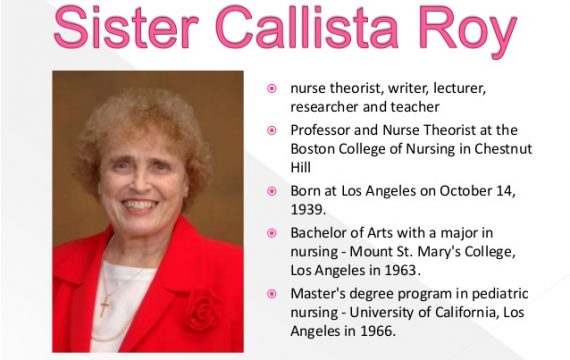 Sister Callista Roy
nurse theorist, writer, lecturer,
researcher and teacher
Professor and Nurse Theorist at the
Boston College of Nursing in Chestnut
Hill
Born at Los Angeles on October 14,
1939.
Bachelor of Arts with a major in
nursing - Mount St. Mary's College,
Los Angeles in 1963.
Master's degree program in pediatric
nursing - University of California, Los
Angeles in 1966.